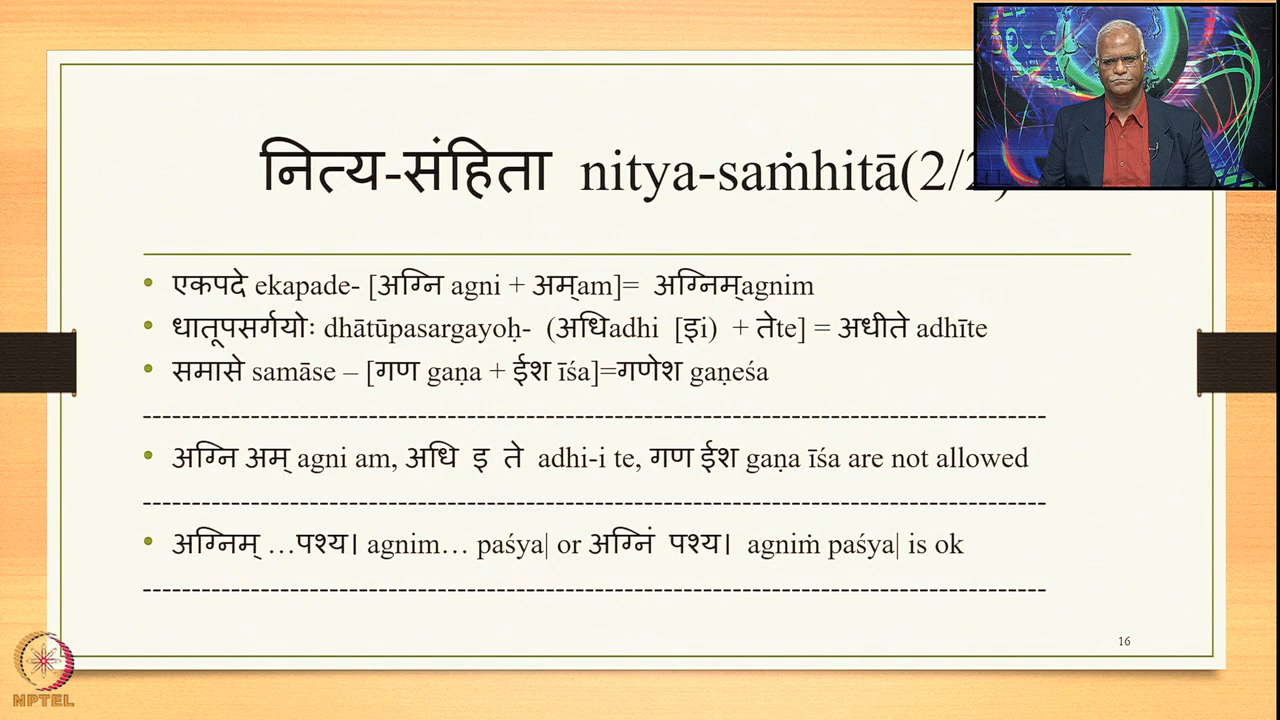 नित्य-संहिता nitya-saṁhitā(2/2)
• एकपदे ekapade- [अग्नि agni + अम्am]= अग्निम्agnim
• धातूपसर्गयोः dhātūpasargayoḥ- (अधिadhi [इi) + तेte] = अधीते adhīte
• समासे samāse – [गण gaṇa + ईश īśa]=गणेश gaṇeśa
• अग्नि अम् agni am, अधि इ ते adhi-i te, गण ईश gaṇa īśa are not allowed
• अग्निम् …पश्य। agnim… paśya| or अग्निं पश्य। agniṁ paśya| is ok
16
NPTEL